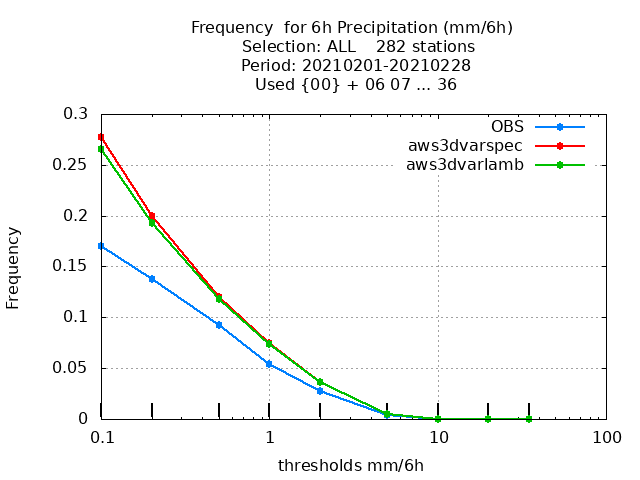 Frequency  for 6h Precipitation (mm/6h)
Selection: ALL    282 stations
Period: 20210201-20210228
Used {00} + 06 07 ... 36
0.3
0.25
0.2
0.15
0.1
0.05
0
OBS
aws3dvarspec
aws3dvarlamb
Frequency
0.1
1
10
100
thresholds mm/6h